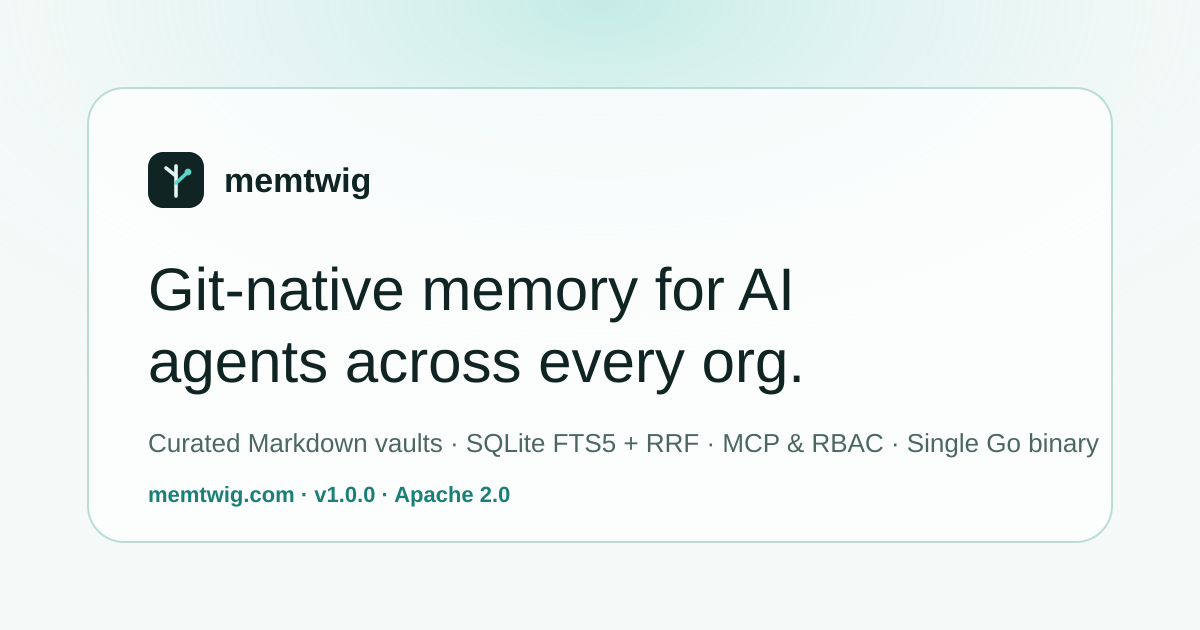 memtwig
Git-native memory for AI
agents across every org.
Curated Markdown vaults · SQLite FTS5 + RRF · MCP & RBAC · Single Go binary
memtwig.com · v1.0.0 · Apache 2.0